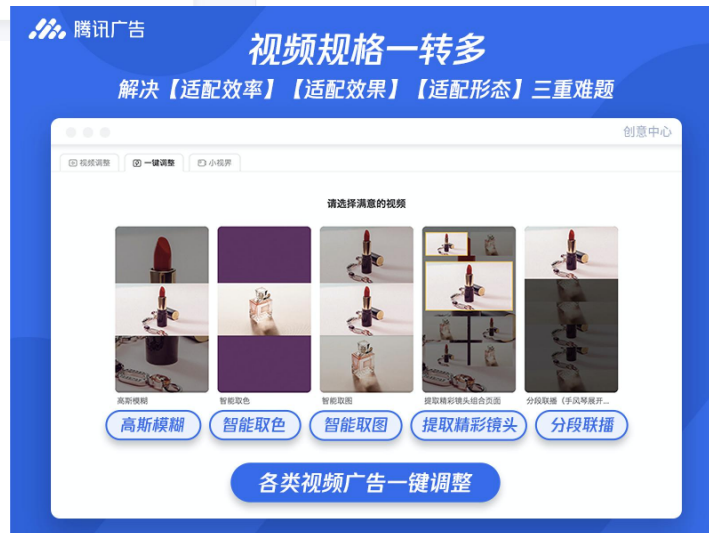 腾讯广告
视频规格一转多
解决【适配效率】【适配效果】【适配形态】三重难题
创意中心
视频调整 一键调整 小视界
请选择满意的视频
高斯模糊 智能取色 智能取图 提取精彩镜头组合页面 分段联播（手风琴展开...
高斯模糊 智能取色 智能取图 提取精彩镜头 分段联播
各类视频广告一键调整